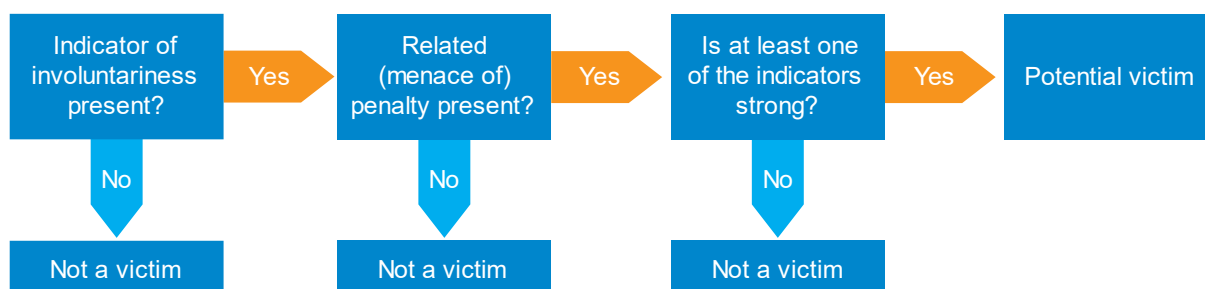 Indicator of
involuntariness
present?
Yes
Related
(menace of)
penalty present?
Yes
Is at least one
of the indicators
strong?
Yes
Potential victim
No
No
No
Not a victim
Not a victim
Not a victim